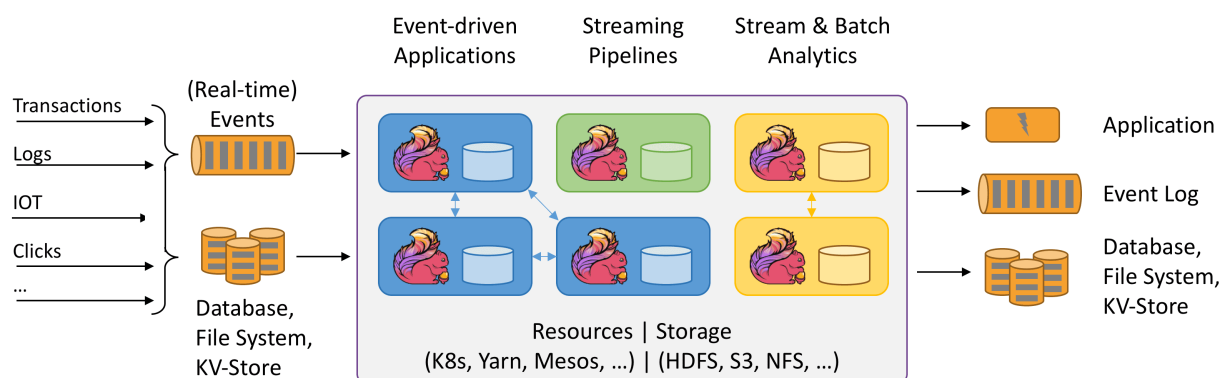 Event-driven
Applications
Streaming
Pipelines
Stream & Batch
Analytics
Transactions
Logs
IOT
Clicks
...
(Real-time)
Events
Database,
File System,
KV-Store
Resources | Storage
(K8s, Yarn, Mesos, ...) | (HDFS, S3, NFS, ...)
Application
Event Log
Database,
File System,
KV-Store